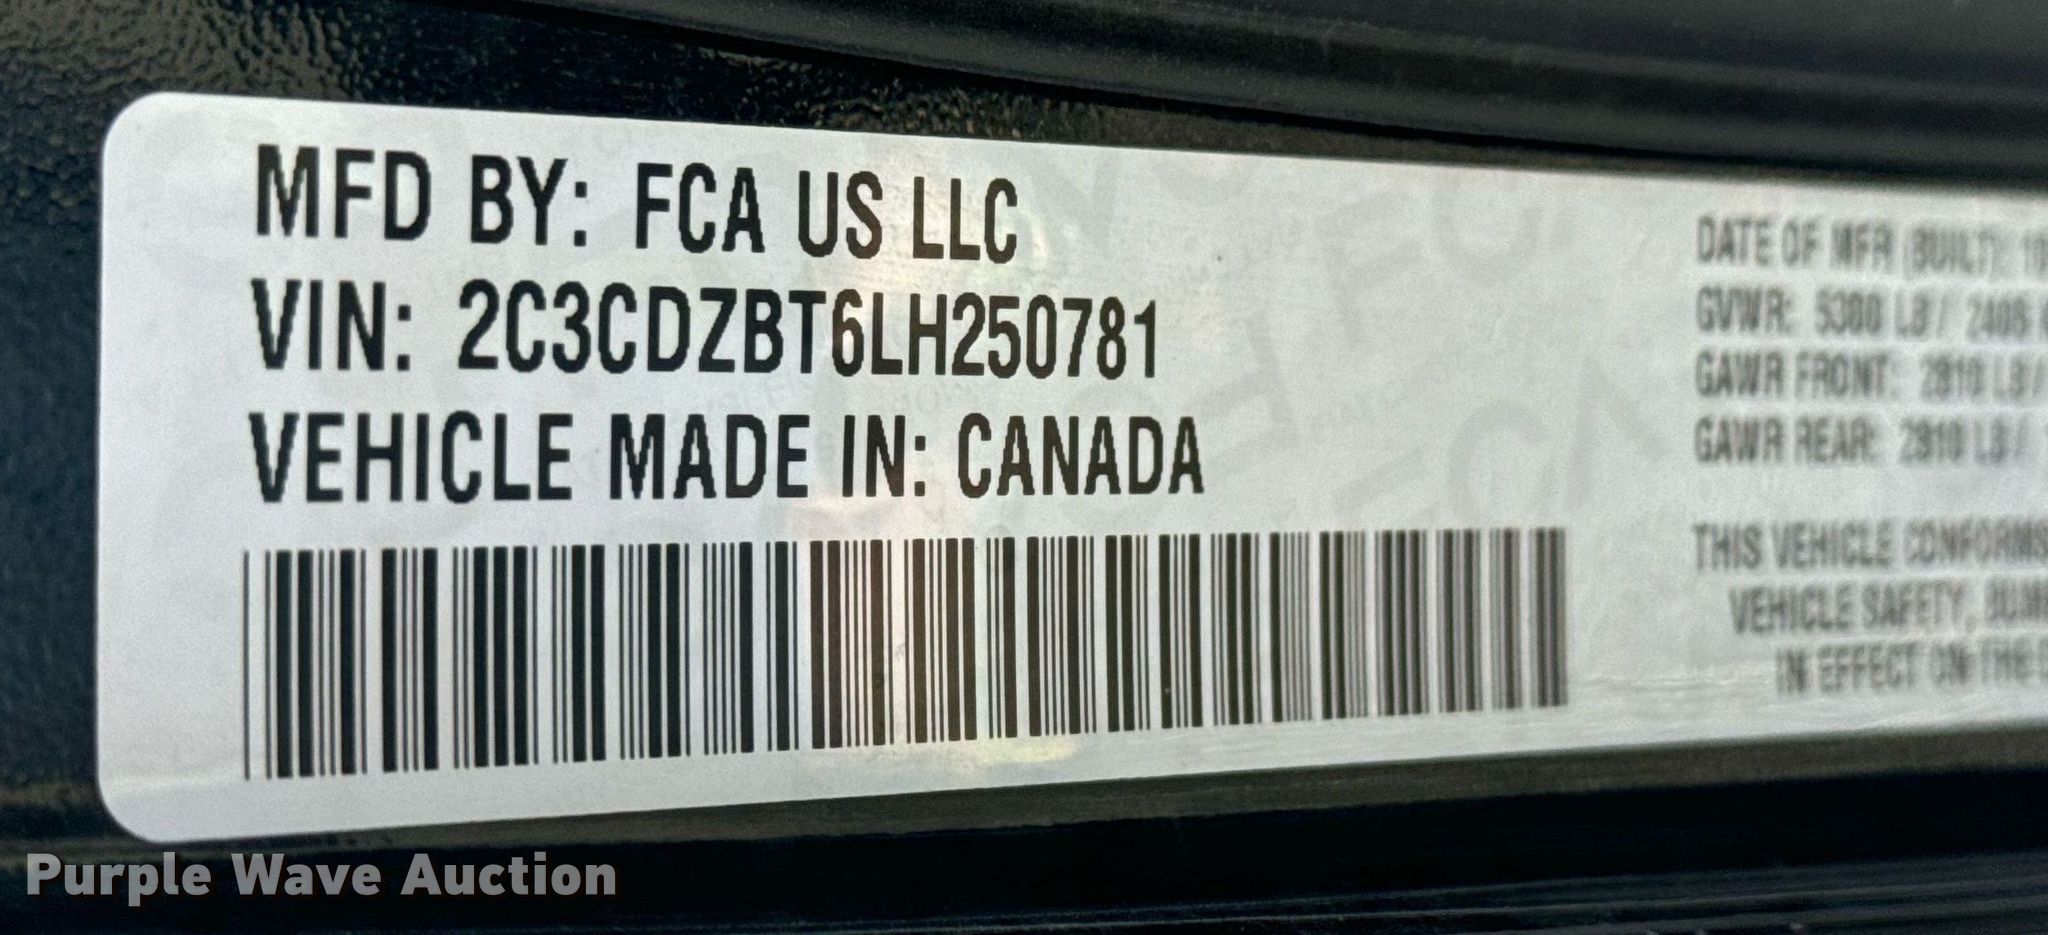 MFD BY: FCA US LLC
VIN: 2C3CDZBT6LH250781
VEHICLE MADE IN: CANADA
DATE OF MFR (BUILT): 10
GVWR: 5300 LB /
GAWR FRONT: 2810 LB /
GAWR REAR: 2810 LB /
THIS VEHICLE CONFORMS
VEHICLE SAFETY,
IN EFFECT ON THE
Purple Wave Auction